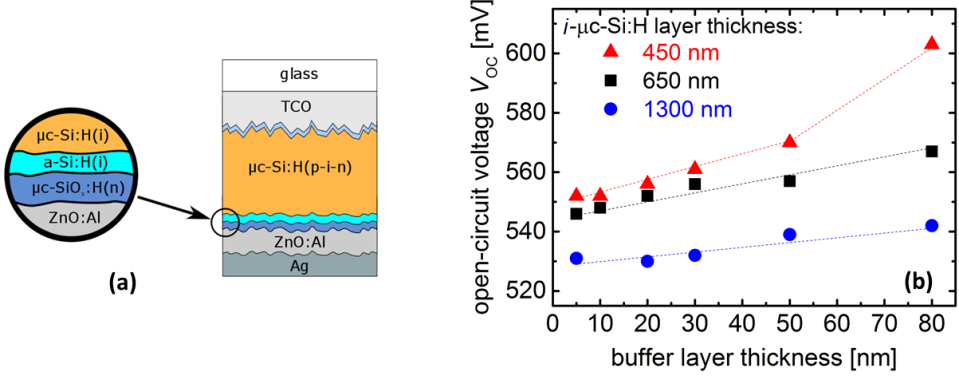 glass
TCO
µc-Si:H(p-i-n)
ZnO:Al
Ag
µc-Si:H(i)
a-Si:H(i)
µc-SiOₓ:H(n)
ZnO:Al
(a)
open-circuit voltage V_OC [mV]
600
580
560
540
520
i-µc-Si:H layer thickness:
450 nm
650 nm
1300 nm
(b)
0 10 20 30 40 50 60 70 80
buffer layer thickness [nm]